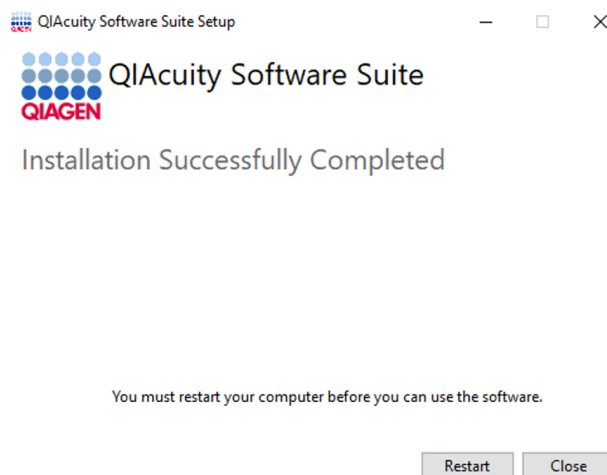 QIAGEN QIAcuity Software Suite Setup
QIAcuity Software Suite
QIAGEN
Installation Successfully Completed
You must restart your computer before you can use the software.
Restart Close